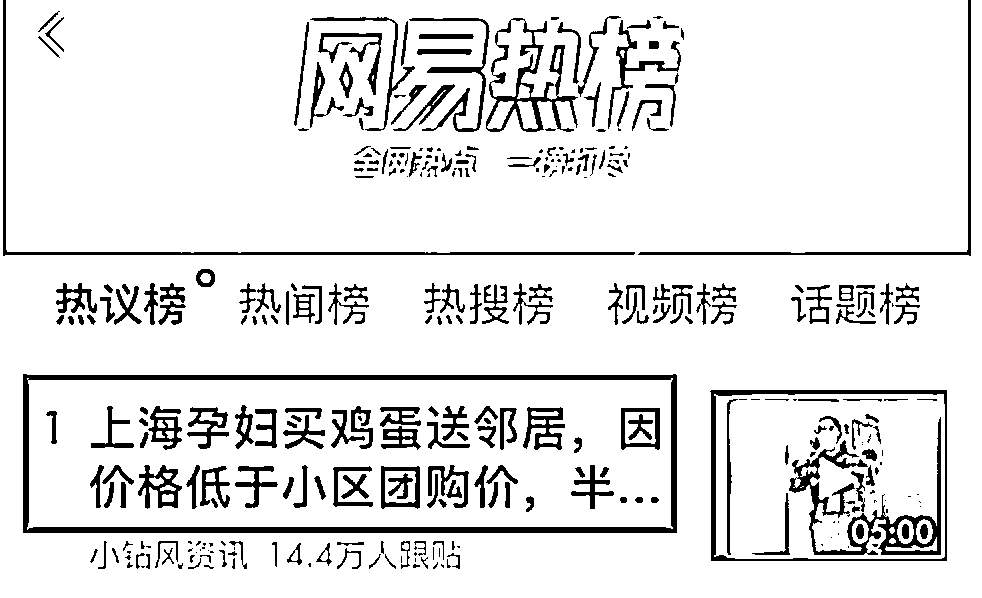 网易热榜
全网热点 一榜打尽
热议榜 热闻榜 热搜榜 视频榜 话题榜
1 上海孕妇买鸡蛋送邻居，因
价格低于小区团购价，半...
小钻风资讯 14.4万人跟贴
05:00